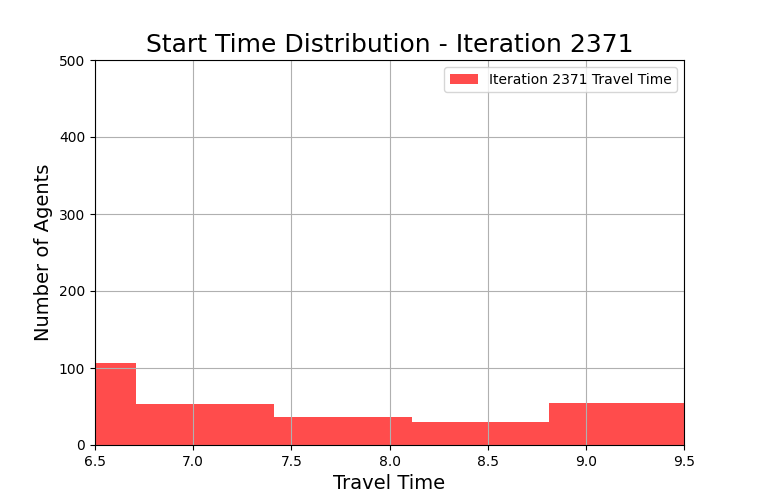 Start Time Distribution - Iteration 2371
Iteration 2371 Travel Time
Number of Agents
500
400
300
200
100
0
6.5 7.0 7.5 8.0 8.5 9.0 9.5
Travel Time